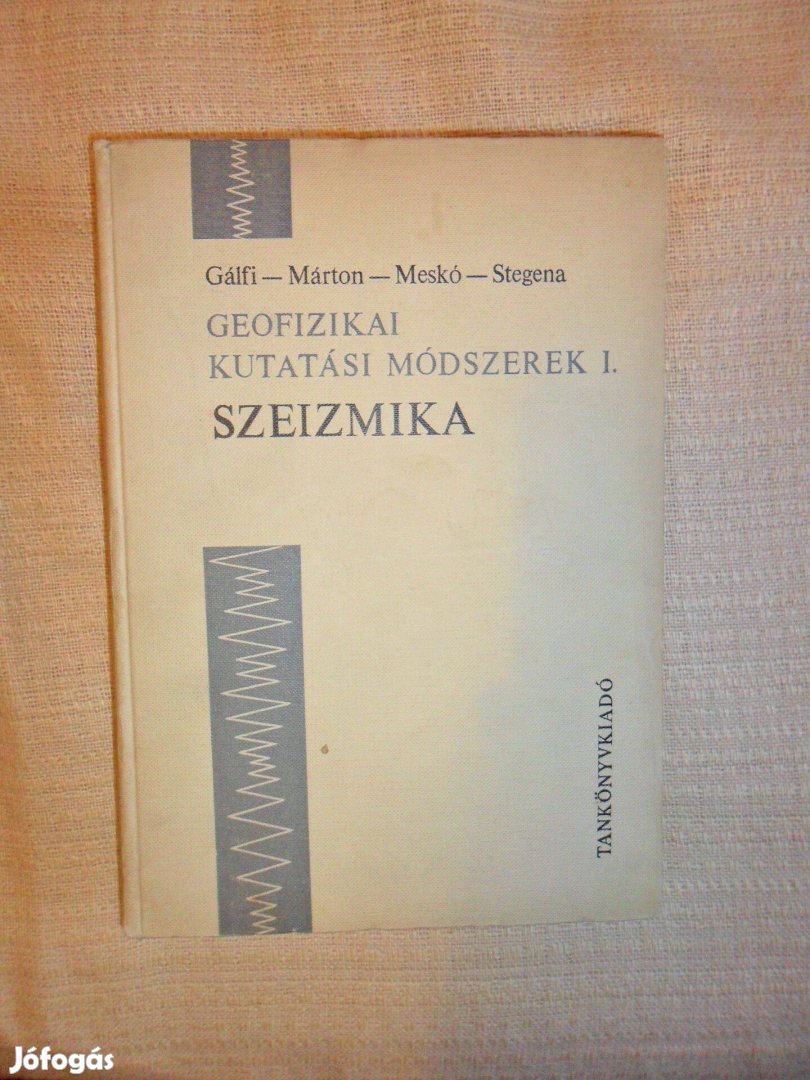 Gálfi — Márton — Meskó — Stegena
GEOFIZIKAI
KUTATÁSI MÓDSZEREK I.
SZEIZMIKA
TANKÖNYVKIADÓ
Jófogás